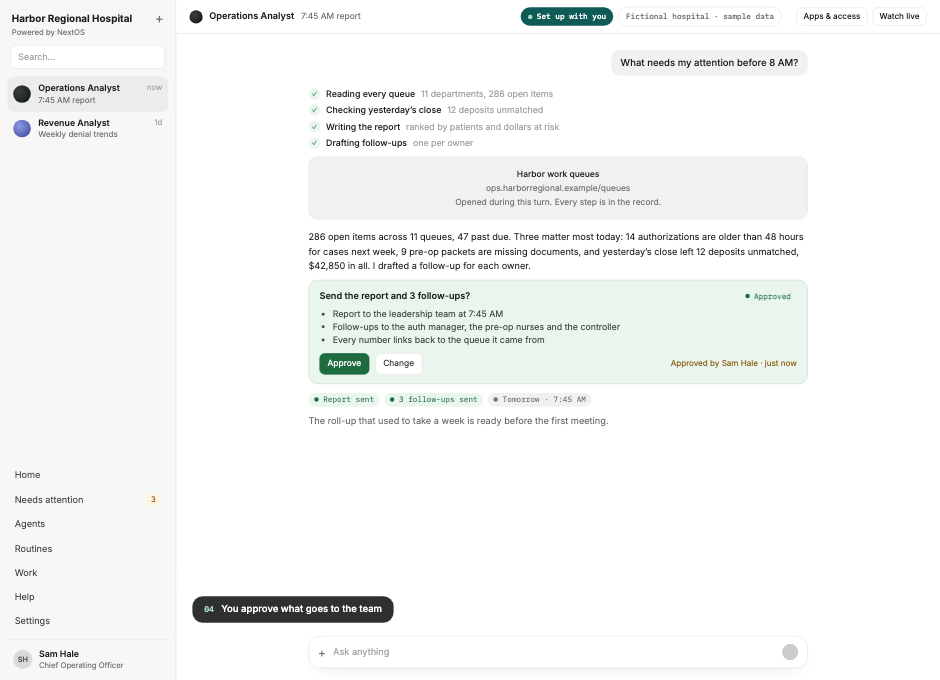 Harbor Regional Hospital +
Powered by NextOS
Search...
Operations Analyst now
7:45 AM report
Revenue Analyst 1d
Weekly denial trends
Home
Needs attention 3
Agents
Routines
Work
Help
Settings
SH
Sam Hale
Chief Operating Officer
Operations Analyst 7:45 AM report
Set up with you
Fictional hospital · sample data
Apps & access
Watch live
What needs my attention before 8 AM?
✓ Reading every queue 11 departments, 286 open items
✓ Checking yesterday's close 12 deposits unmatched
✓ Writing the report ranked by patients and dollars at risk
✓ Drafting follow-ups one per owner
Harbor work queues
ops.harborregional.example/queues
Opened during this turn. Every step is in the record.
286 open items across 11 queues, 47 past due. Three matter most today: 14 authorizations are older than 48 hours
for cases next week, 9 pre-op packets are missing documents, and yesterday's close left 12 deposits unmatched,
$42,850 in all. I drafted a follow-up for each owner.
Send the report and 3 follow-ups? Approved
• Report to the leadership team at 7:45 AM
• Follow-ups to the auth manager, the pre-op nurses and the controller
• Every number links back to the queue it came from
Approve Change Approved by Sam Hale · just now
Report sent 3 follow-ups sent Tomorrow · 7:45 AM
The roll-up that used to take a week is ready before the first meeting.
04 You approve what goes to the team
+ Ask anything